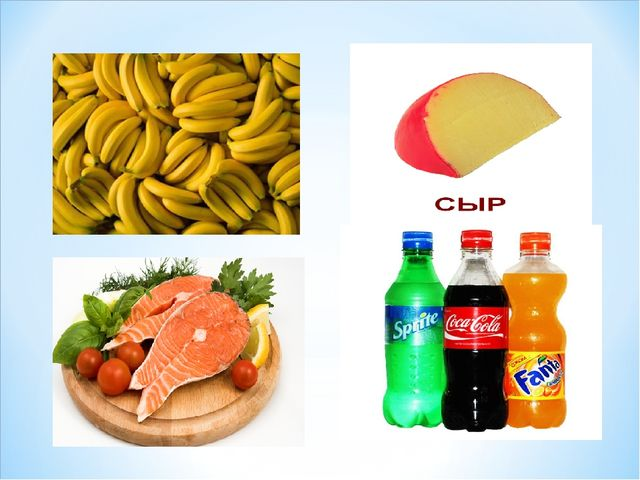 СЫР
Sprite
Coca-Cola
Fanta